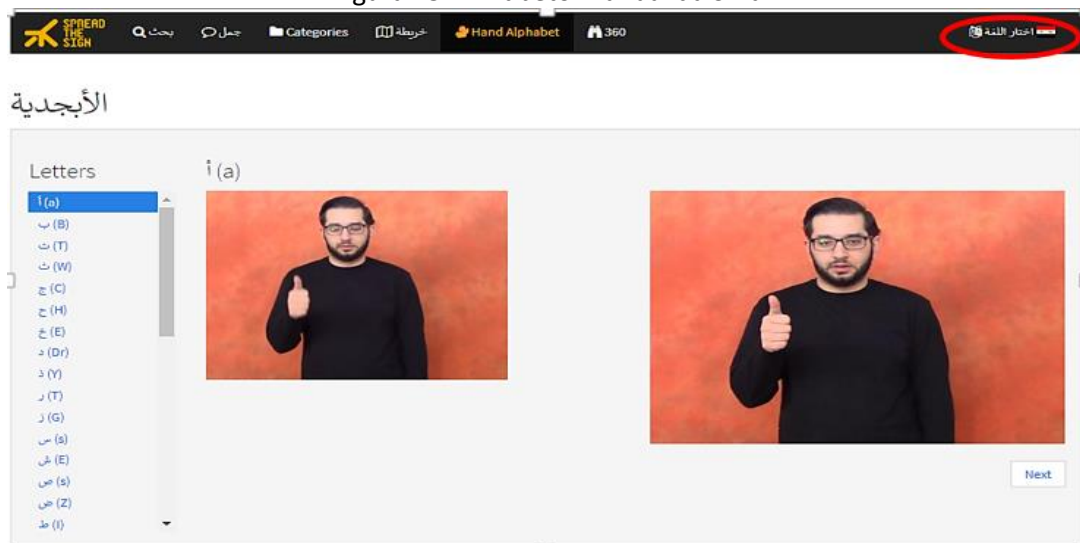 SPREAD
THE
SIGN
بحث
جمل
Categories
خريطة
Hand Alphabet
360
اختار اللغة
الأبجدية
Letters
أ (a)
أ (a)
ب (B)
ت (T)
ث (W)
ج (C)
ح (H)
خ (E)
د (Dr)
ذ (Y)
ر (T)
ز (G)
س (s)
ش (E)
ص (s)
ض (Z)
ط (I)
Next